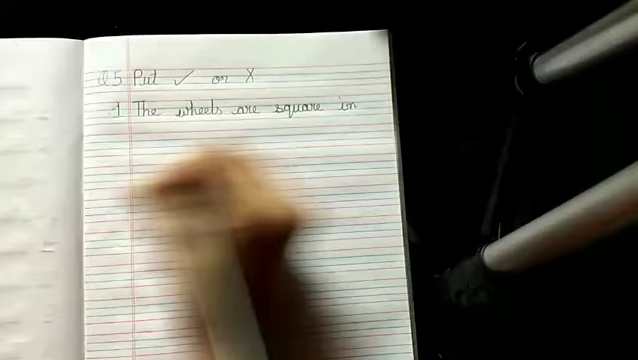 Q5 Put ✓ or X
1 The wheels are square in